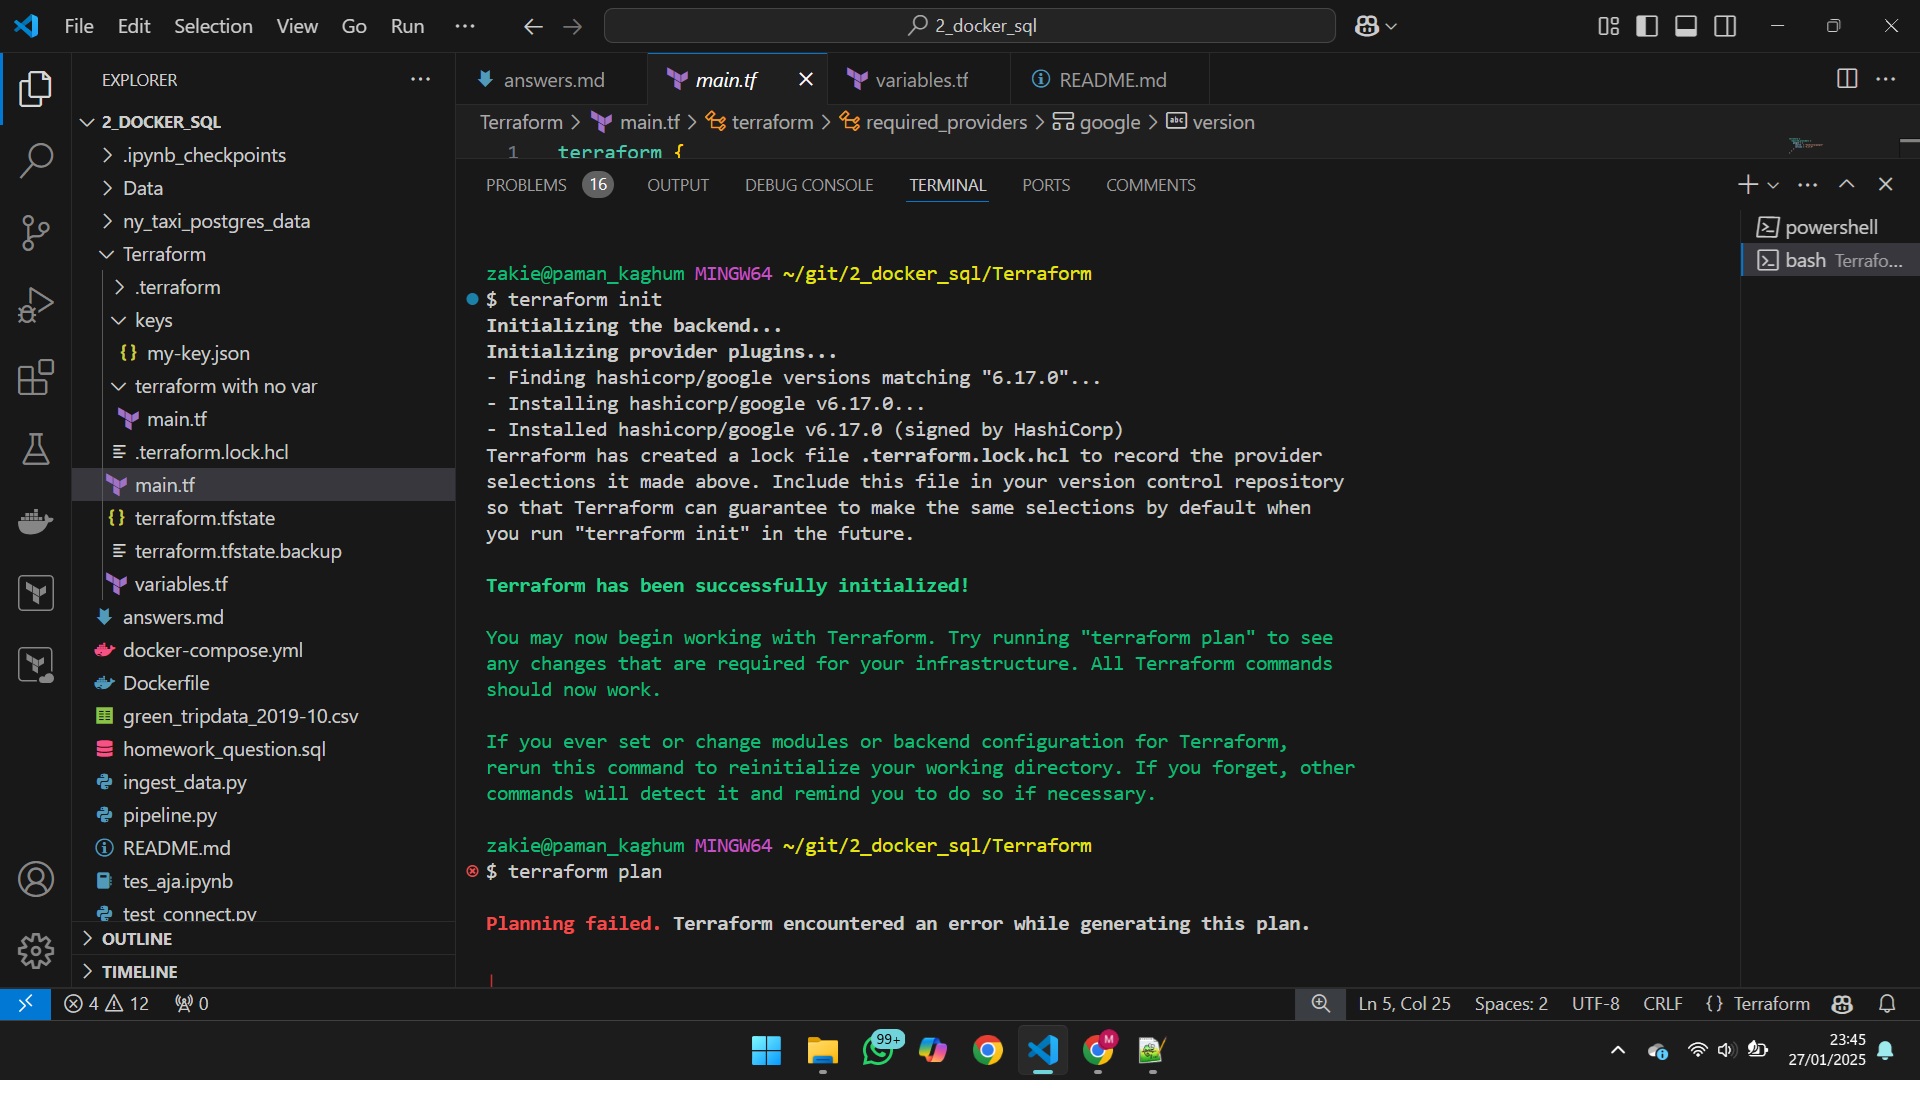 File Edit Selection View Go Run ···
2_docker_sql
EXPLORER
2_DOCKER_SQL
.ipynb_checkpoints
Data
ny_taxi_postgres_data
Terraform
.terraform
keys
my-key.json
terraform with no var
main.tf
.terraform.lock.hcl
main.tf
terraform.tfstate
terraform.tfstate.backup
variables.tf
answers.md
docker-compose.yml
Dockerfile
green_tripdata_2019-10.csv
homework_question.sql
ingest_data.py
pipeline.py
README.md
tes_aja.ipynb
test_connect.py
OUTLINE
TIMELINE
answers.md main.tf variables.tf README.md
Terraform > main.tf > terraform > required_providers > google > version
1 terraform {
PROBLEMS 16 OUTPUT DEBUG CONSOLE TERMINAL PORTS COMMENTS
powershell
bash Terrafo...
zakie@paman_kaghum MINGW64 ~/git/2_docker_sql/Terraform
$ terraform init
Initializing the backend...
Initializing provider plugins...
- Finding hashicorp/google versions matching "6.17.0"...
- Installing hashicorp/google v6.17.0...
- Installed hashicorp/google v6.17.0 (signed by HashiCorp)
Terraform has created a lock file .terraform.lock.hcl to record the provider
selections it made above. Include this file in your version control repository
so that Terraform can guarantee to make the same selections by default when
you run "terraform init" in the future.
Terraform has been successfully initialized!
You may now begin working with Terraform. Try running "terraform plan" to see
any changes that are required for your infrastructure. All Terraform commands
should now work.
If you ever set or change modules or backend configuration for Terraform,
rerun this command to reinitialize your working directory. If you forget, other
commands will detect it and remind you to do so if necessary.
zakie@paman_kaghum MINGW64 ~/git/2_docker_sql/Terraform
$ terraform plan
Planning failed. Terraform encountered an error while generating this plan.
4 12 0
Ln 5, Col 25 Spaces: 2 UTF-8 CRLF {} Terraform
99+
M
23:45
27/01/2025